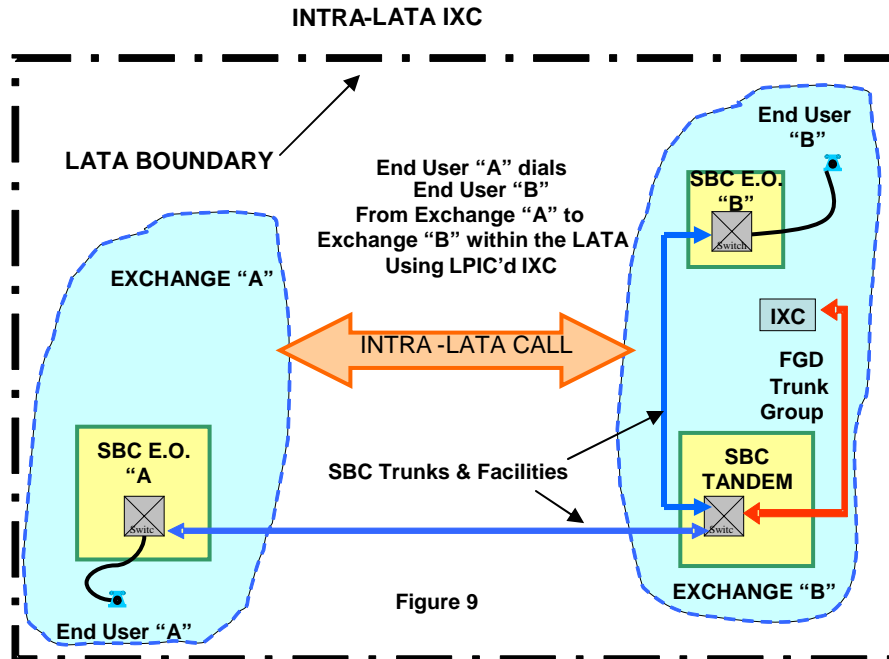 INTRA-LATA IXC
LATA BOUNDARY
End User “A” dials
End User “B”
From Exchange “A” to
Exchange “B” within the LATA
Using LPIC’d IXC
End User
“B”
SBC E.O.
“B”
Switch
EXCHANGE “A”
IXC
INTRA -LATA CALL
FGD
Trunk
Group
SBC E.O.
“A
Switc
SBC Trunks & Facilities
SBC
TANDEM
Switc
End User “A”
Figure 9
EXCHANGE “B”